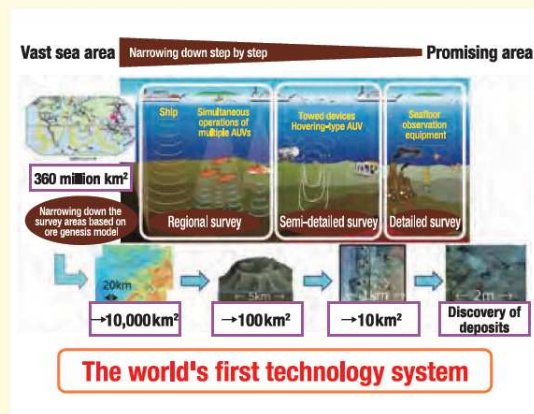 Vast sea area
Narrowing down step by step
Promising area
Ship
Simultaneous
operations of
multiple AUVs
Towed devices
Hovering-type AUV
Seafloor
observation
equipment
360 million km²
Narrowing down the
survey areas based on
ore genesis model
Regional survey
Semi-detailed survey
Detailed survey
20km
5km
2m
→10,000km²
→100km²
→10km²
Discovery of
deposits
The world's first technology system